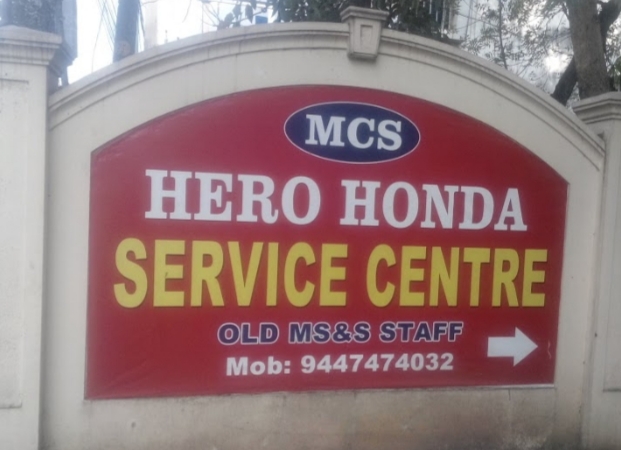 MCS
HERO HONDA
SERVICE CENTRE
OLD MS&S STAFF
Mob: 9447474032